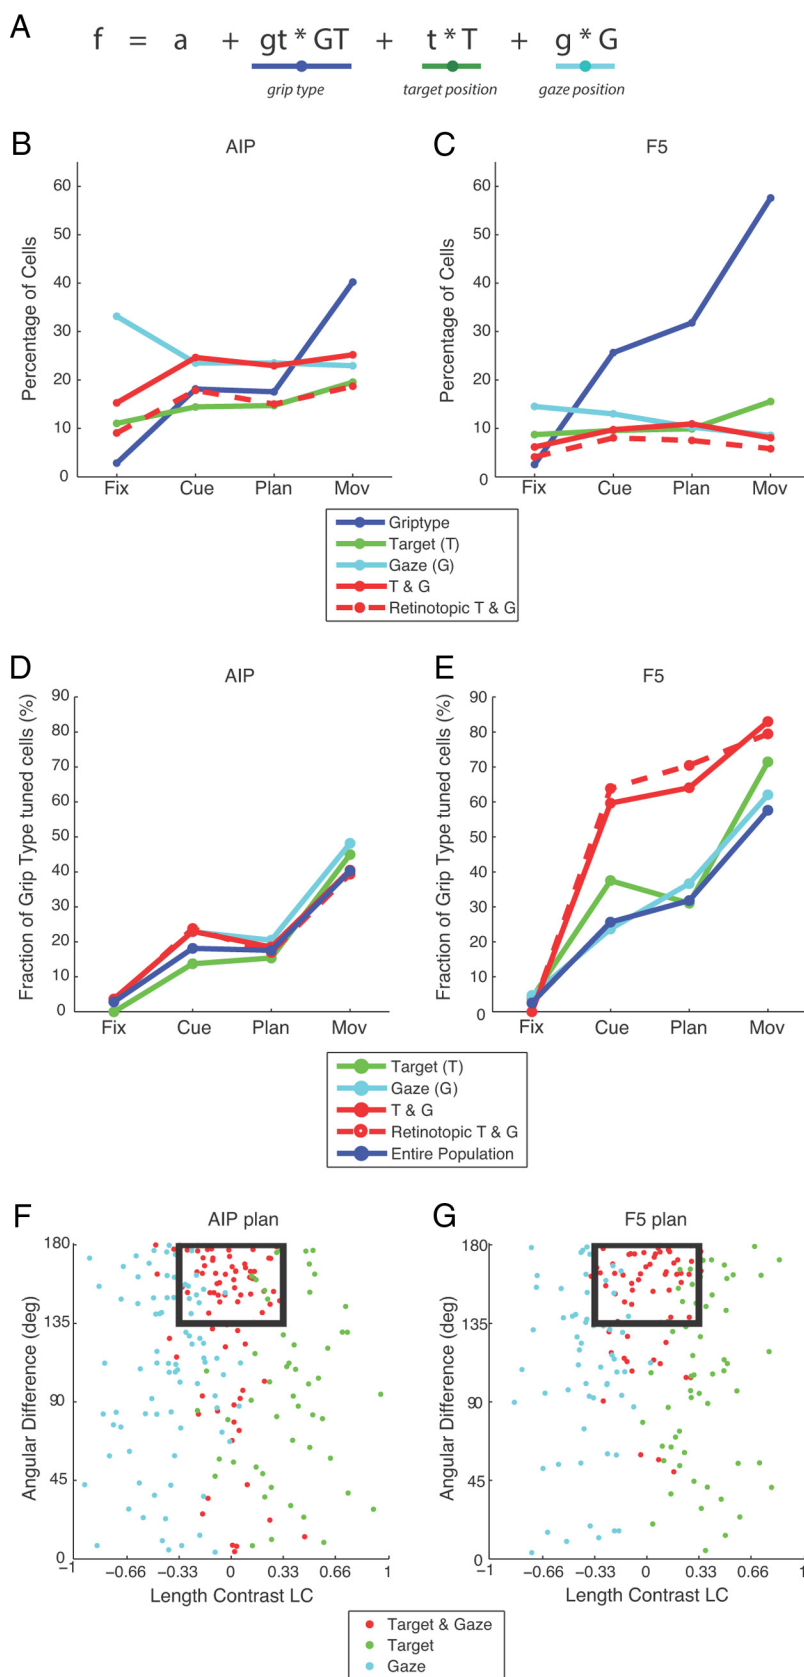 A
f = a + gt * GT + t * T + g * G
grip type target position gaze position
B
AIP
Percentage of Cells
60
50
40
30
20
10
0
Fix Cue Plan Mov
C
F5
Percentage of Cells
60
50
40
30
20
10
0
Fix Cue Plan Mov
Griptype
Target (T)
Gaze (G)
T & G
Retinotopic T & G
D
AIP
Fraction of Grip Type tuned cells (%)
90
80
70
60
50
40
30
20
10
0
Fix Cue Plan Mov
E
F5
Fraction of Grip Type tuned cells (%)
90
80
70
60
50
40
30
20
10
0
Fix Cue Plan Mov
Target (T)
Gaze (G)
T & G
Retinotopic T & G
Entire Population
F
AIP plan
Angular Difference (deg)
180
135
90
45
0
−1 −0.66 −0.33 0 0.33 0.66 1
Length Contrast LC
G
F5 plan
Angular Difference (deg)
180
135
90
45
0
−1 −0.66 −0.33 0 0.33 0.66 1
Length Contrast LC
Target & Gaze
Target
Gaze